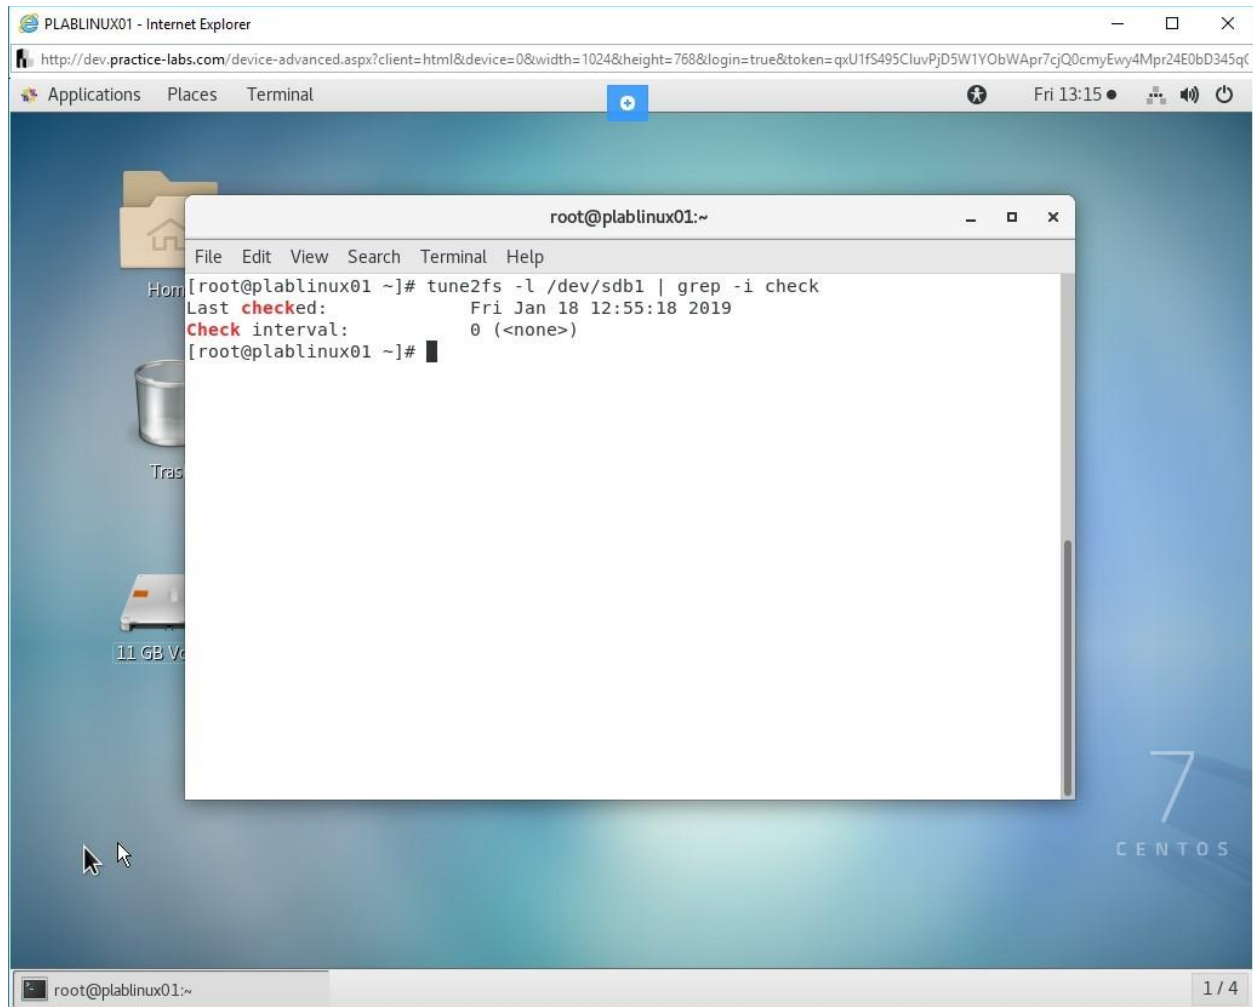 PLABLINUX01 - Internet Explorer
http://dev.practice-labs.com/device-advanced.aspx?client=html&device=0&width=1024&height=768&login=true&token=qxU1fS495CIuvPjD5W1YObWApr7cjQ0cmyEwy4Mpr24E0bD345q(
Applications Places Terminal Fri 13:15
root@plablinux01:~
File Edit View Search Terminal Help
[root@plablinux01 ~]# tune2fs -l /dev/sdb1 | grep -i check
Last checked: Fri Jan 18 12:55:18 2019
Check interval: 0 (<none>)
[root@plablinux01 ~]#
Hom
Tras
11 GB Vo
7
CENTOS
root@plablinux01:~ 1 / 4